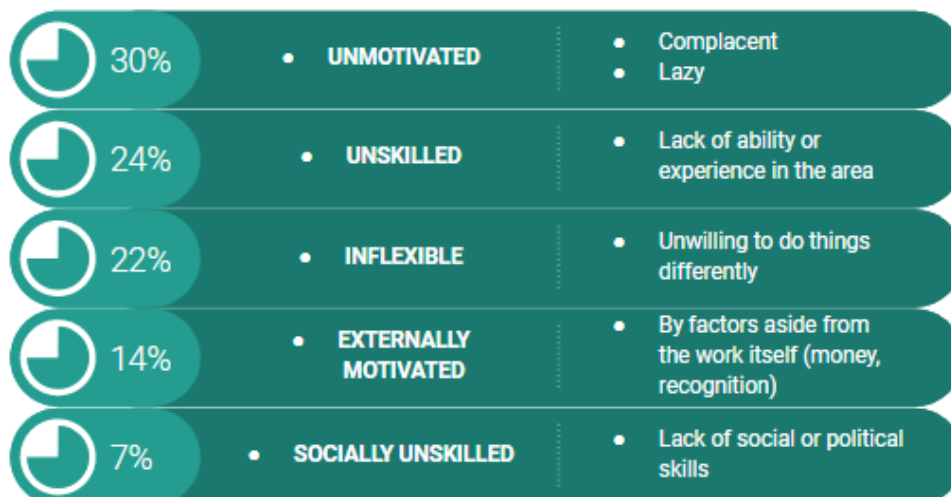 30%
• UNMOTIVATED
• Complacent
• Lazy
24%
• UNSKILLED
• Lack of ability or
experience in the area
22%
• INFLEXIBLE
• Unwilling to do things
differently
14%
• EXTERNALLY
MOTIVATED
• By factors aside from
the work itself (money,
recognition)
7%
• SOCIALLY UNSKILLED
• Lack of social or political
skills